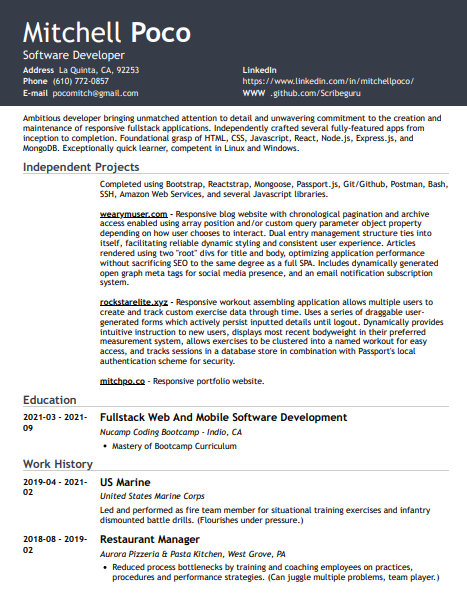 Mitchell Poco
Software Developer
Address La Quinta, CA, 92253
Phone (610) 772-0857
E-mail pocomitch@gmail.com
LinkedIn
https://www.linkedin.com/in/mitchellpoco/
WWW .github.com/Scribeguru
Ambitious developer bringing unmatched attention to detail and unwavering commitment to the creation and
maintenance of responsive fullstack applications. Independently crafted several fully-featured apps from
inception to completion. Foundational grasp of HTML, CSS, Javascript, React, Node.js, Express.js, and
MongoDB. Exceptionally quick learner, competent in Linux and Windows.
Independent Projects
Completed using Bootstrap, Reactstrap, Mongoose, Passport.js, Git/Github, Postman, Bash,
SSH, Amazon Web Services, and several Javascript libraries.
wearymuser.com - Responsive blog website with chronological pagination and archive
access enabled using array position and/or custom query parameter object property
depending on how user chooses to interact. Dual entry management structure ties into
itself, facilitating reliable dynamic styling and consistent user experience. Articles
rendered using two "root" divs for title and body, optimizing application performance
without sacrificing SEO to the same degree as a full SPA. Includes dynamically generated
open graph meta tags for social media presence, and an email notification subscription
system.
rockstarelite.xyz - Responsive workout assembling application allows multiple users to
create and track custom exercise data through time. Uses a series of draggable user-
generated forms which actively persist inputted details until logout. Dynamically provides
intuitive instruction to new users, displays most recent bodyweight in their preferred
measurement system, allows exercises to be clustered into a named workout for easy
access, and tracks sessions in a database store in combination with Passport's local
authentication scheme for security.
mitchpo.co - Responsive portfolio website.
Education
2021-03 - 2021-
09
Fullstack Web And Mobile Software Development
Nucamp Coding Bootcamp - Indio, CA
• Mastery of Bootcamp Curriculum
Work History
2019-04 - 2021-
02
US Marine
United States Marine Corps
Led and performed as fire team member for situational training exercises and infantry
dismounted battle drills. (Flourishes under pressure.)
2018-08 - 2019-
02
Restaurant Manager
Aurora Pizzeria & Pasta Kitchen, West Grove, PA
• Reduced process bottlenecks by training and coaching employees on practices,
procedures and performance strategies. (Can juggle multiple problems, team player.)